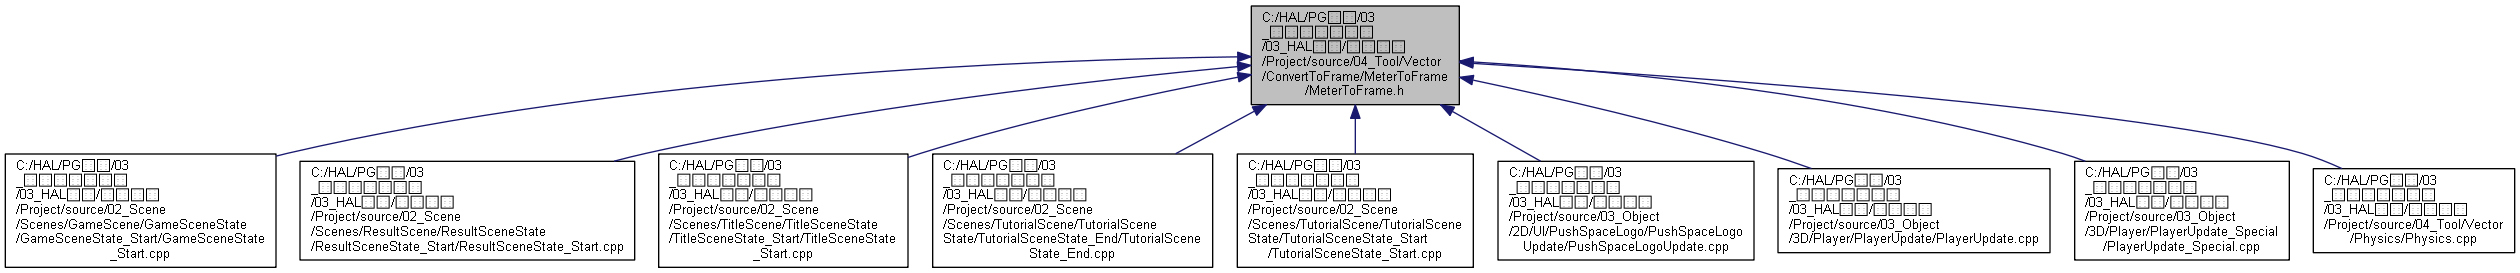 C:/HAL/PG□□/03
_□□□□□□□
/03_HAL□□/□□□□
/Project/source/04_Tool/Vector
/ConvertToFrame/MeterToFrame
/MeterToFrame.h
C:/HAL/PG□□/03
_□□□□□□□
/03_HAL□□/□□□□
/Project/source/02_Scene
/Scenes/GameScene/GameSceneState
/GameSceneState_Start/GameSceneState
_Start.cpp
C:/HAL/PG□□/03
_□□□□□□□
/03_HAL□□/□□□□
/Project/source/02_Scene
/Scenes/ResultScene/ResultSceneState
/ResultSceneState_Start/ResultSceneState_Start.cpp
C:/HAL/PG□□/03
_□□□□□□□
/03_HAL□□/□□□□
/Project/source/02_Scene
/Scenes/TitleScene/TitleSceneState
/TitleSceneState_Start/TitleSceneState
_Start.cpp
C:/HAL/PG□□/03
_□□□□□□□
/03_HAL□□/□□□□
/Project/source/02_Scene
/Scenes/TutorialScene/TutorialScene
State/TutorialSceneState_End/TutorialScene
State_End.cpp
C:/HAL/PG□□/03
_□□□□□□□
/03_HAL□□/□□□□
/Project/source/02_Scene
/Scenes/TutorialScene/TutorialScene
State/TutorialSceneState_Start
/TutorialSceneState_Start.cpp
C:/HAL/PG□□/03
_□□□□□□□
/03_HAL□□/□□□□
/Project/source/03_Object
/2D/UI/PushSpaceLogo/PushSpaceLogo
Update/PushSpaceLogoUpdate.cpp
C:/HAL/PG□□/03
_□□□□□□□
/03_HAL□□/□□□□
/Project/source/03_Object
/3D/Player/PlayerUpdate/PlayerUpdate.cpp
C:/HAL/PG□□/03
_□□□□□□□
/03_HAL□□/□□□□
/Project/source/03_Object
/3D/Player/PlayerUpdate_Special
/PlayerUpdate_Special.cpp
C:/HAL/PG□□/03
_□□□□□□□
/03_HAL□□/□□□□
/Project/source/04_Tool/Vector
/Physics/Physics.cpp